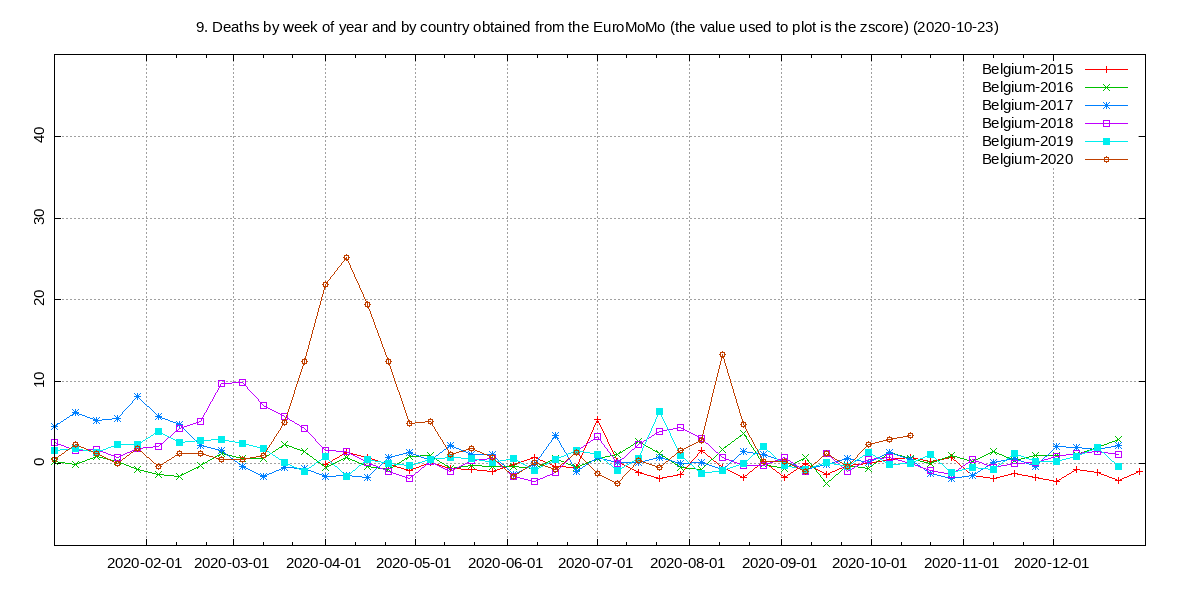 9. Deaths by week of year and by country obtained from the EuroMoMo (the value used to plot is the zscore) (2020-10-23)
Belgium-2015
Belgium-2016
Belgium-2017
Belgium-2018
Belgium-2019
Belgium-2020
40
30
20
10
0
2020-02-01 2020-03-01 2020-04-01 2020-05-01 2020-06-01 2020-07-01 2020-08-01 2020-09-01 2020-10-01 2020-11-01 2020-12-01